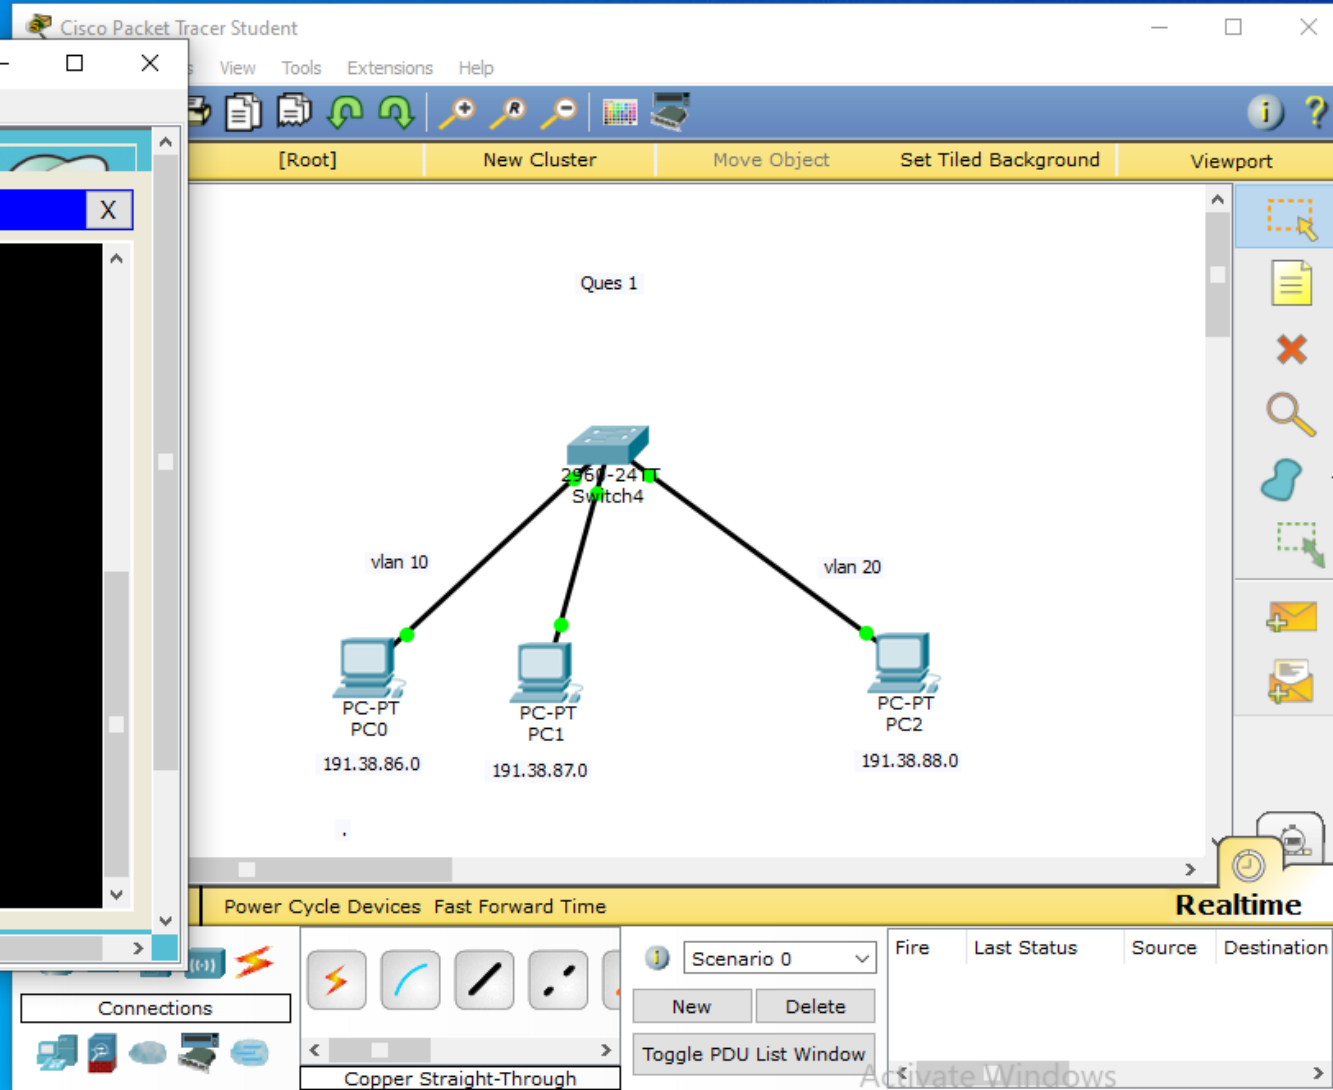 Cisco Packet Tracer Student
View Tools Extensions Help
[Root] New Cluster Move Object Set Tiled Background Viewport
X
Ques 1
2960-24TT
Switch4
vlan 10
vlan 20
PC-PT
PC0
PC-PT
PC1
PC-PT
PC2
191.38.86.0
191.38.87.0
191.38.88.0
.
Power Cycle Devices Fast Forward Time
Realtime
Connections
Copper Straight-Through
Scenario 0
New Delete
Toggle PDU List Window
Fire Last Status Source Destination
Activate Windows